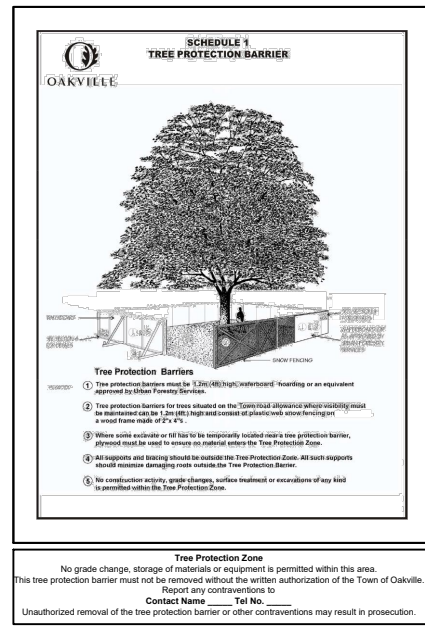 SCHEDULE 1
TREE PROTECTION BARRIER
OAKVILLE
SNOW FENCING
Tree Protection Barriers
1 Tree protection barriers must be 1.2m (4ft) high, waferboard hoarding or an equivalent
approved by Urban Forestry Services.
2 Tree protection barriers for trees situated on the Town road allowance where visibility must
be maintained can be 1.2m (4ft.) high and consist of plastic web snow fencing on
a wood frame made of 2"x 4"s .
3 Where some excavate or fill has to be temporarily located near a tree protection barrier,
plywood must be used to ensure no material enters the Tree Protection Zone.
4 All supports and bracing should be outside the Tree Protection Zone. All such supports
should minimize damaging roots outside the Tree Protection Barrier.
5 No construction activity, grade changes, surface treatment or excavations of any kind
is permitted within the Tree Protection Zone.
Tree Protection Zone
No grade change, storage of materials or equipment is permitted within this area.
This tree protection barrier must not be removed without the written authorization of the Town of Oakville.
Report any contraventions to
Contact Name _____ Tel No. _____
Unauthorized removal of the tree protection barrier or other contraventions may result in prosecution.